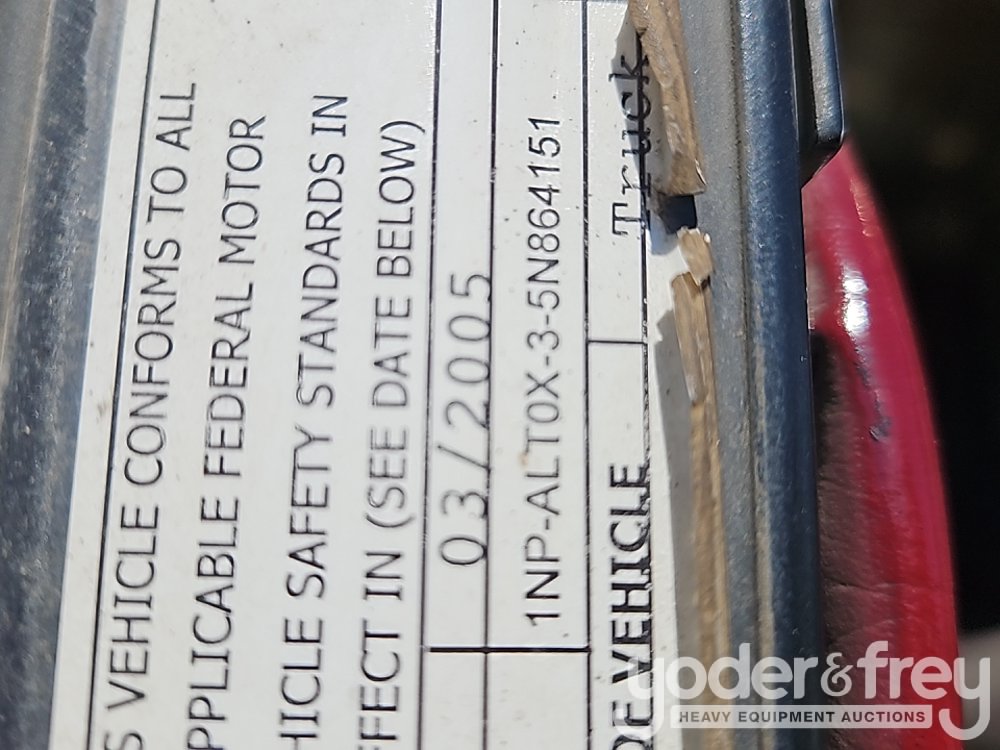 S VEHICLE CONFORMS TO ALL
PPLICABLE FEDERAL MOTOR
HICLE SAFETY STANDARDS IN
FFECT IN (SEE DATE BELOW)
03/2005
1NP-ALT0X-3-5N864151
OF VEHICLE Truck
yoder&frey
HEAVY EQUIPMENT AUCTIONS